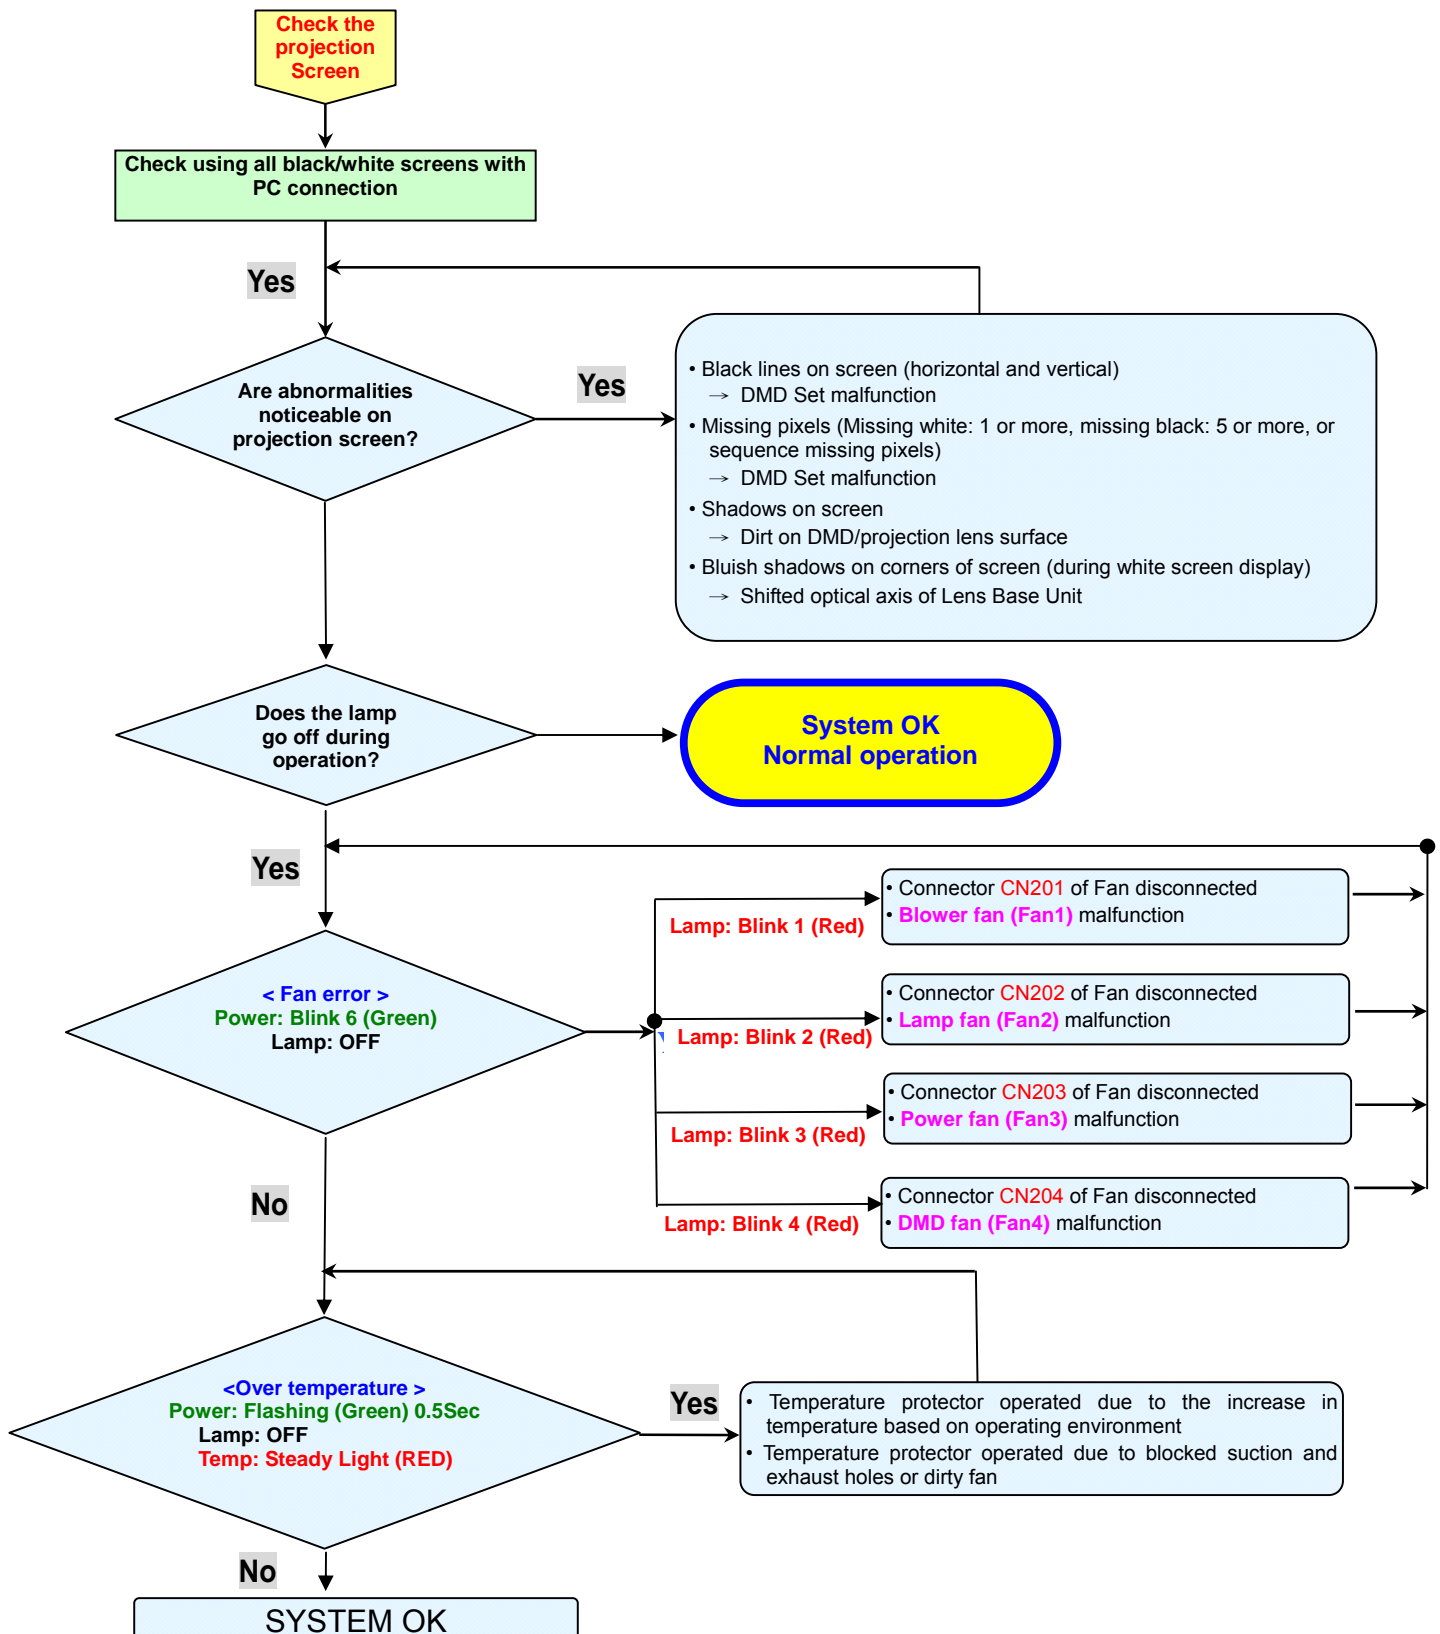 Check the
projection
Screen
Check using all black/white screens with
PC connection
Yes
Are abnormalities
noticeable on
projection screen?
Yes
• Black lines on screen (horizontal and vertical)
→ DMD Set malfunction
• Missing pixels (Missing white: 1 or more, missing black: 5 or more, or
sequence missing pixels)
→ DMD Set malfunction
• Shadows on screen
→ Dirt on DMD/projection lens surface
• Bluish shadows on corners of screen (during white screen display)
→ Shifted optical axis of Lens Base Unit
Does the lamp
go off during
operation?
System OK
Normal operation
Yes
< Fan error >
Power: Blink 6 (Green)
Lamp: OFF
Lamp: Blink 1 (Red)
• Connector CN201 of Fan disconnected
• Blower fan (Fan1) malfunction
Lamp: Blink 2 (Red)
• Connector CN202 of Fan disconnected
• Lamp fan (Fan2) malfunction
Lamp: Blink 3 (Red)
• Connector CN203 of Fan disconnected
• Power fan (Fan3) malfunction
Lamp: Blink 4 (Red)
• Connector CN204 of Fan disconnected
• DMD fan (Fan4) malfunction
No
<Over temperature >
Power: Flashing (Green) 0.5Sec
Lamp: OFF
Temp: Steady Light (RED)
Yes
• Temperature protector operated due to the increase in
temperature based on operating environment
• Temperature protector operated due to blocked suction and
exhaust holes or dirty fan
No
SYSTEM OK